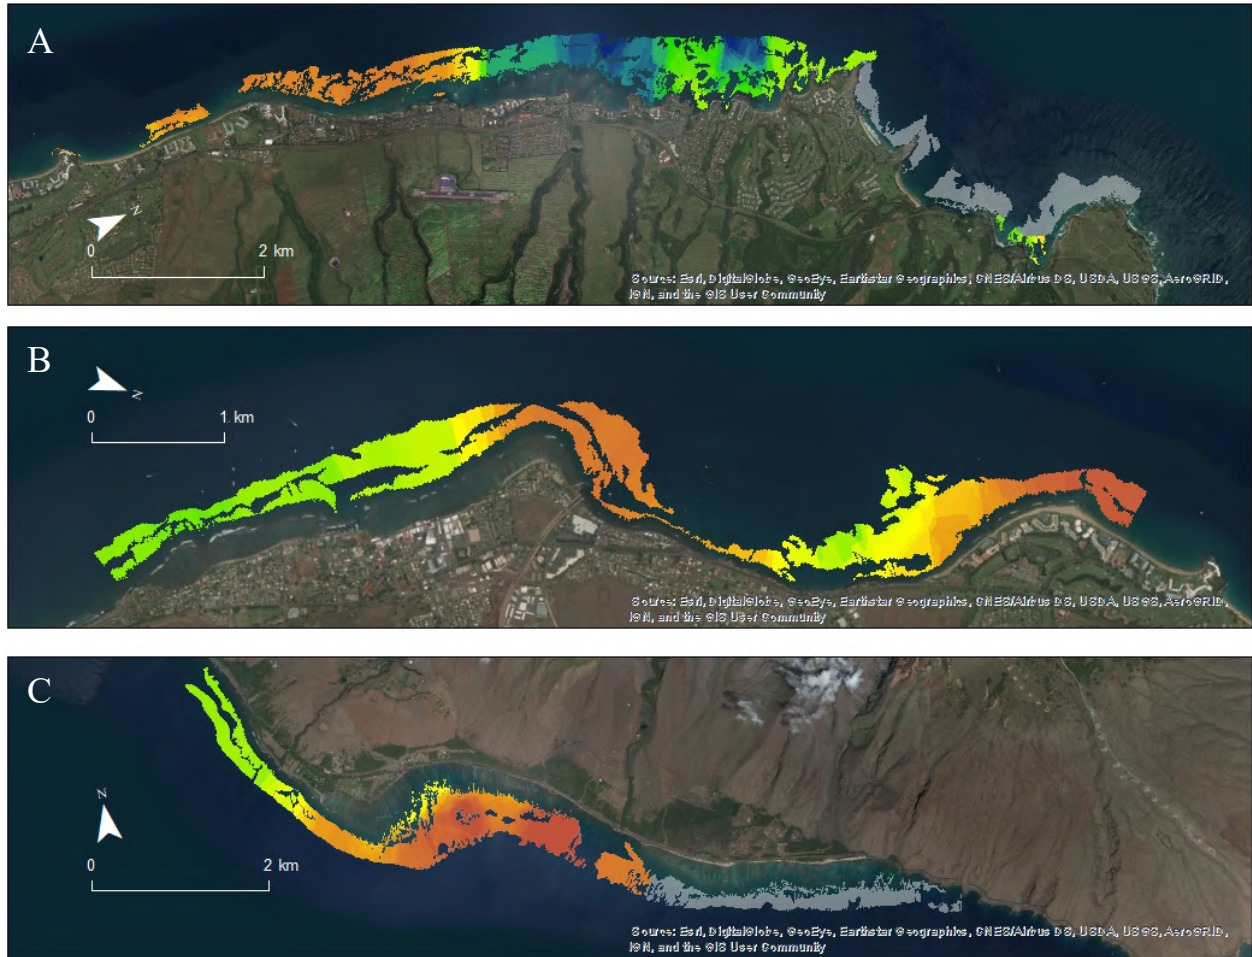 A
N
0
2 km
Source: Esri, DigitalGlobe, GeoEye, Earthstar Geographics, CNES/Airbus DS, USDA, USGS, AeroGRID,
IGN, and the GIS User Community
B
N
0
1 km
Source: Esri, DigitalGlobe, GeoEye, Earthstar Geographics, CNES/Airbus DS, USDA, USGS, AeroGRID,
IGN, and the GIS User Community
C
N
0
2 km
Source: Esri, DigitalGlobe, GeoEye, Earthstar Geographics, CNES/Airbus DS, USDA, USGS, AeroGRID,
IGN, and the GIS User Community